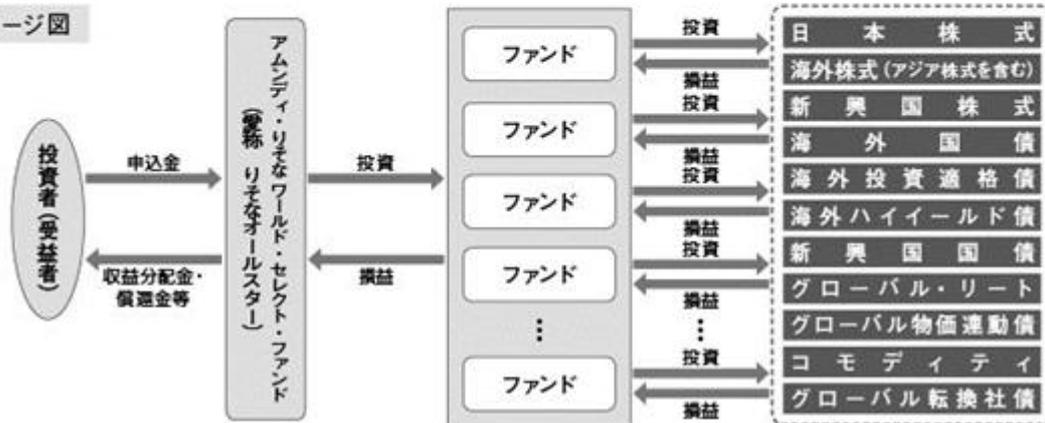 ージ図
投資者(受益者)
申込金
収益分配金・
償還金等
アムンディ・りそなワールド・セレクト・ファンド
(愛称 りそなオールスター)
投資
損益
ファンド
ファンド
ファンド
ファンド
⋮
ファンド
投資
損益
投資
損益
投資
損益
投資
損益
⋮
投資
損益
日本株式
海外株式(アジア株式を含む)
新興国株式
海外国債
海外投資適格債
海外ハイイールド債
新興国国債
グローバル・リート
グローバル物価連動債
コモディティ
グローバル転換社債